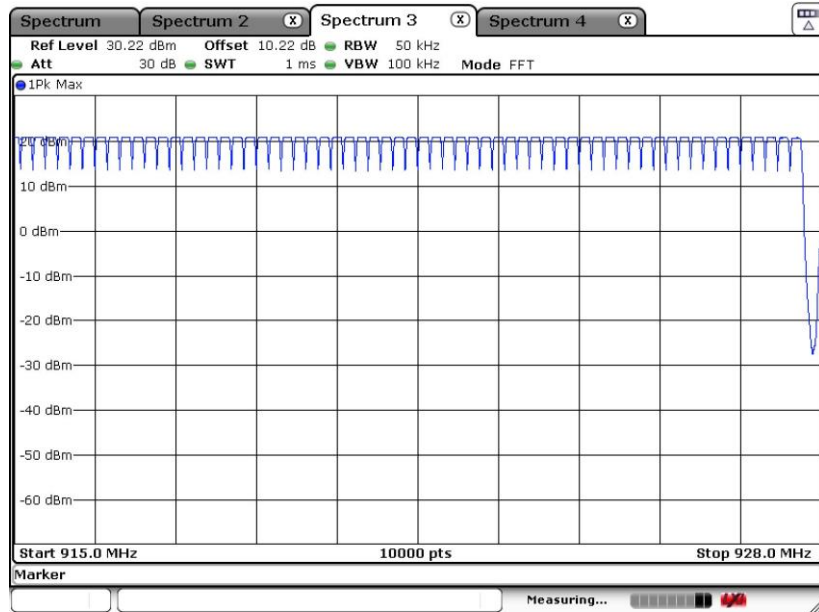 Spectrum Spectrum 2 X Spectrum 3 X Spectrum 4 X
Ref Level 30.22 dBm Offset 10.22 dB RBW 50 kHz
Att 30 dB SWT 1 ms VBW 100 kHz Mode FFT
1Pk Max
20 dBm
10 dBm
0 dBm
-10 dBm
-20 dBm
-30 dBm
-40 dBm
-50 dBm
-60 dBm
Start 915.0 MHz 10000 pts Stop 928.0 MHz
Marker
Measuring...